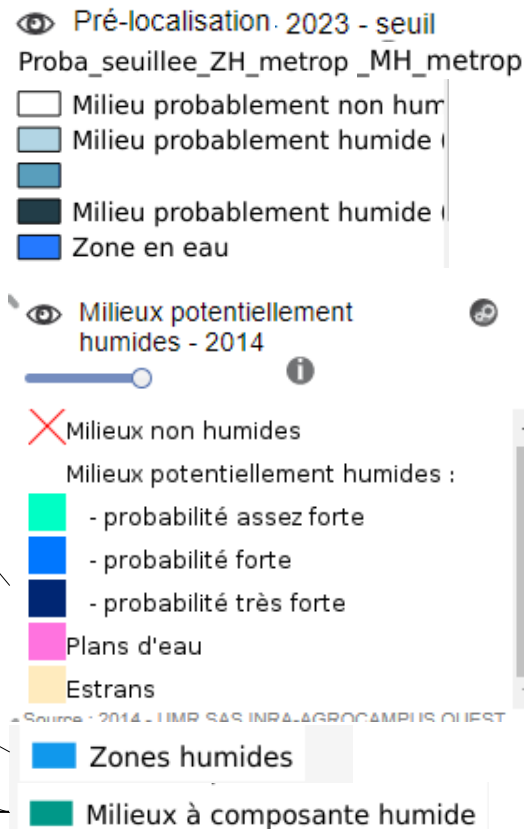 Pré-localisation 2023 - seuil
Proba_seuillee_ZH_metrop _MH_metrop
Milieu probablement non hum
Milieu probablement humide (
Milieu probablement humide (
Zone en eau
Milieux potentiellement
humides - 2014
Milieux non humides
Milieux potentiellement humides :
- probabilité assez forte
- probabilité forte
- probabilité très forte
Plans d'eau
Estrans
Source : 2014 - UMR SAS INRA-AGROCAMPUS OUEST
Zones humides
Milieux à composante humide